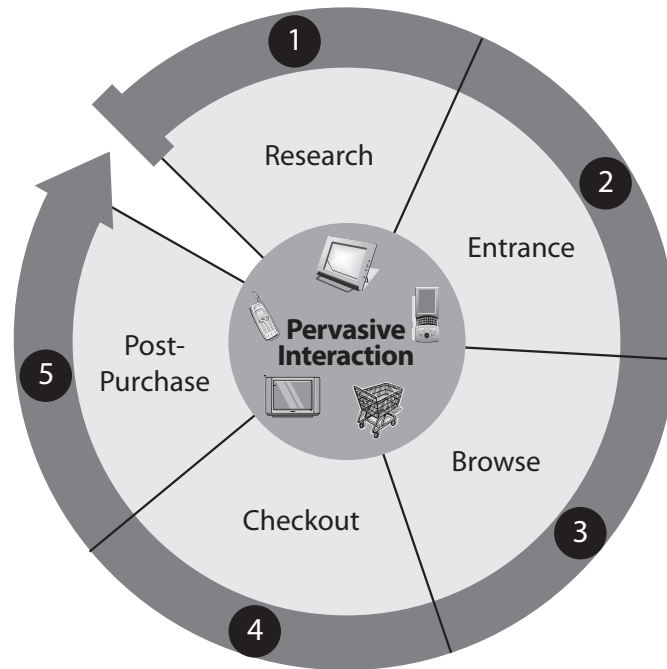 1
Research
2
Entrance
3
Browse
4
Checkout
5
Post-
Purchase
Pervasive
Interaction